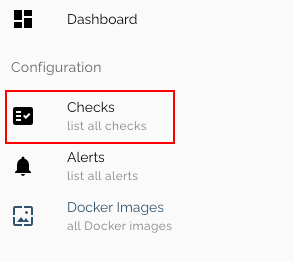 Dashboard
Configuration
Checks
list all checks
Alerts
list all alerts
Docker Images
all Docker images